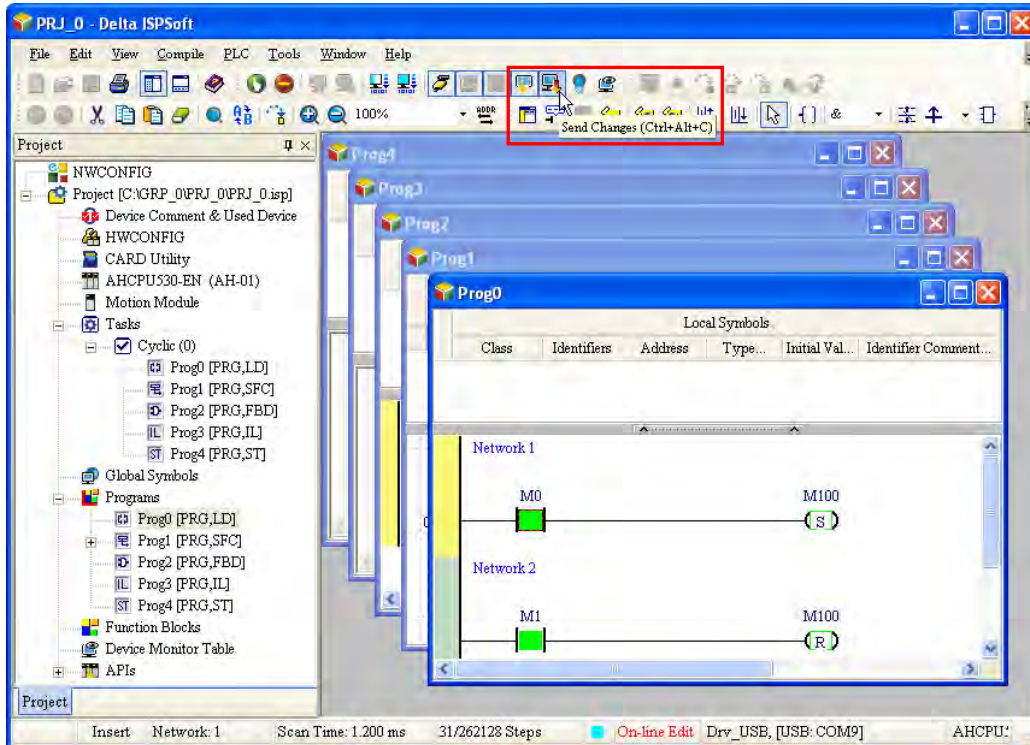 PRJ_0 - Delta ISPSoft
File Edit View Compile PLC Tools Window Help
100%
ADDR
Send Changes (Ctrl+Alt+C)
Project
NWCONFIG
Project [C:\GRP_0\PRJ_0\PRJ_0.isp]
Device Comment & Used Device
HWCONFIG
CARD Utility
AHCPU530-EN (AH-01)
Motion Module
Tasks
Cyclic (0)
Prog0 [PRG,LD]
Prog1 [PRG,SFC]
Prog2 [PRG,FBD]
Prog3 [PRG,IL]
Prog4 [PRG,ST]
Global Symbols
Programs
Prog0 [PRG,LD]
Prog1 [PRG,SFC]
Prog2 [PRG,FBD]
Prog3 [PRG,IL]
Prog4 [PRG,ST]
Function Blocks
Device Monitor Table
APIs
Project
Prog4
Prog3
Prog2
Prog1
Prog0
Local Symbols
Class Identifiers Address Type... Initial Val... Identifier Comment...
Network 1
M0 M100
S
Network 2
M1 M100
R
Insert Network: 1 Scan Time: 1.200 ms 31/262128 Steps On-line Edit Drv_USB, [USB: COM9]